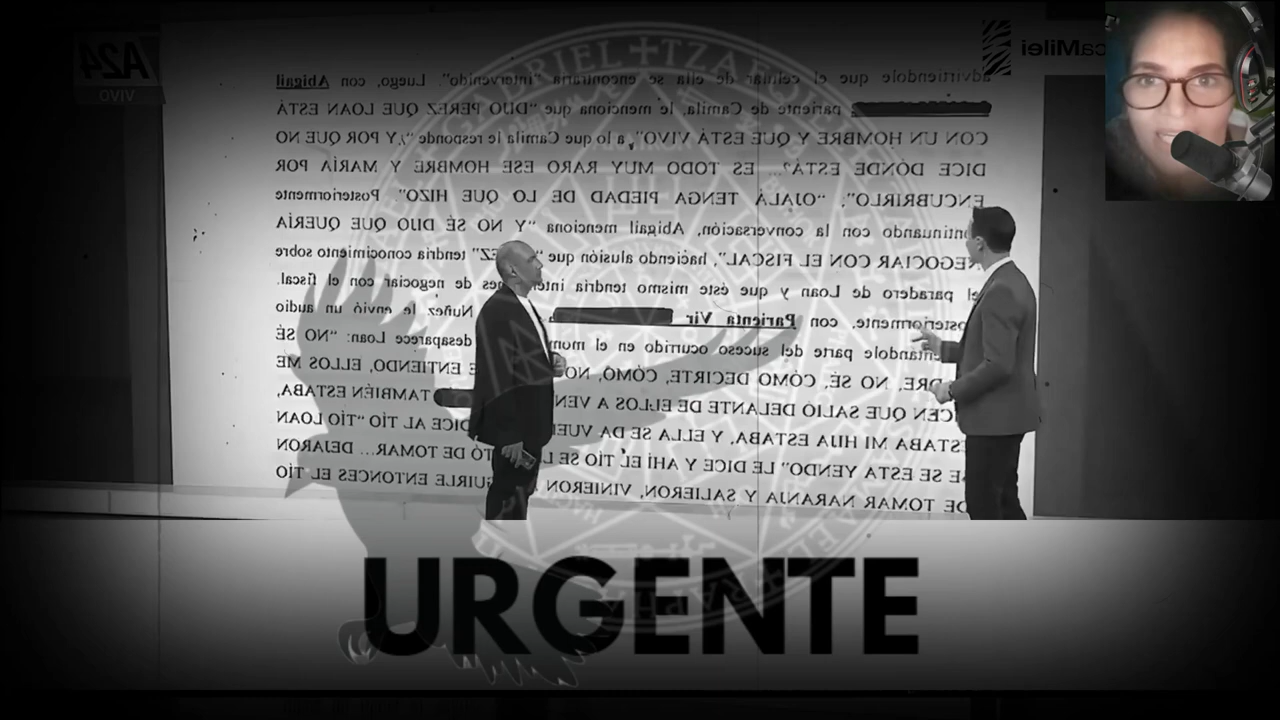 A24
VIVO
caMilei
advirtiéndole que el celular de ella se encontraría "intervenido". Luego, con Abigail
pariente de Camila, le menciona que "DIJO PEREZ QUE LOAN ESTÁ
CON UN HOMBRE Y QUE ESTÁ VIVO", a lo que Camila le responde "¿Y POR QUE NO
DICE DÓNDE ESTÁ?... ES TODO MUY RARO ESE HOMBRE Y MARÍA POR
ENCUBRIRLO"; "OJALÁ TENGA PIEDAD DE LO QUE HIZO". Posteriormente
continuando con la conversación, Abigail menciona "Y NO SÉ DIJO QUE QUERÍA
NEGOCIAR CON EL FISCAL", haciendo alusión que tendría conocimiento sobre
el paradero de Loan y que éste mismo tendría de negociar con el fiscal.
Posteriormente, con Parienta Vir Nuñez le envió un audio
parte del suceso ocurrido en el desaparece Loan: "NO SÉ
NO SÉ, CÓMO DECIRTE, CÓMO, ENTIENDO, ELLOS ME
DICEN QUE SALIÓ DELANTE DE ELLOS A TAMBIÉN ESTABA,
ESTABA MI HIJA ESTABA, Y ELLA SE DA DICE AL TÍO "TÍO LOAN
SE ESTA YENDO" LE DICE Y AHÍ EL TÍO DE TOMAR... DEJARON
DE TOMAR NARANJA Y SALIERON, VINIERON ENTONCES EL TÍO
URGENTE